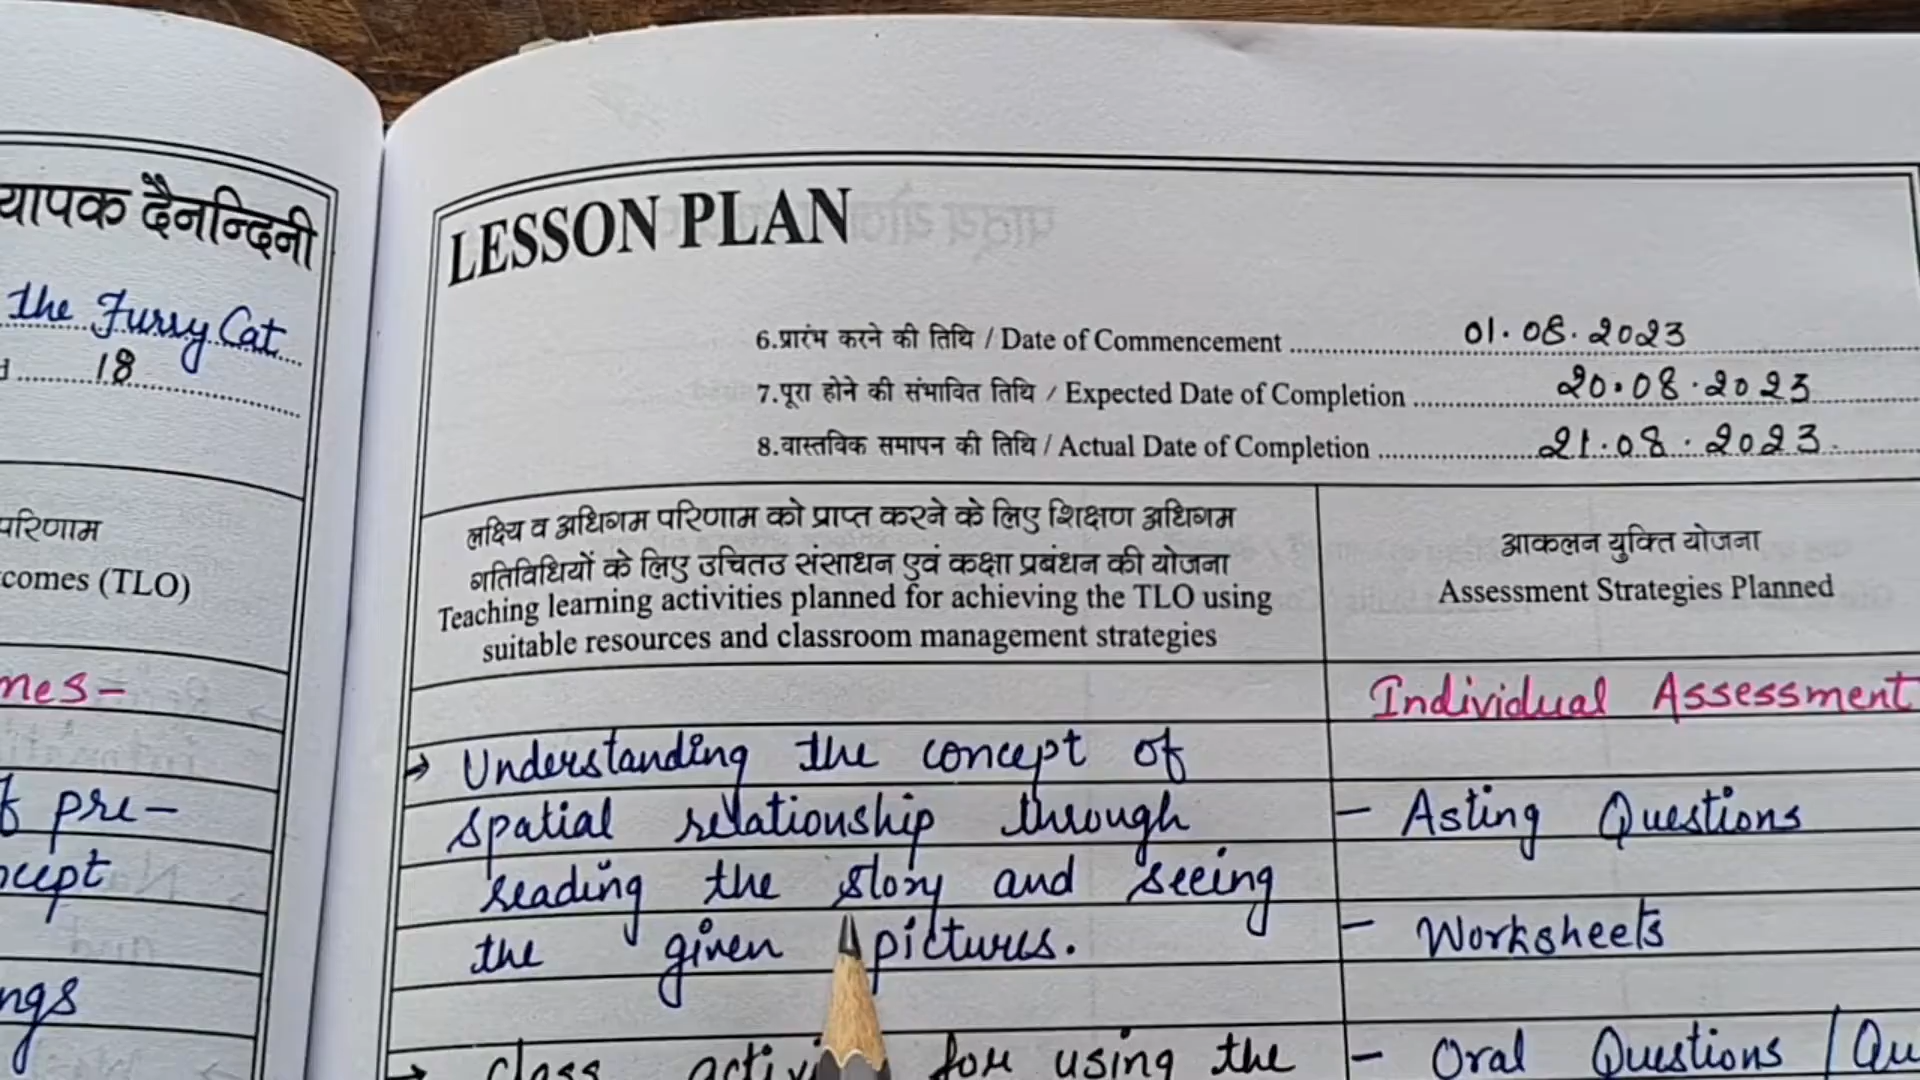 यापक दैनन्दिनी
the Furry Cat
18
परिणाम
comes (TLO)
mes-
f pre-
ncept
ngs
LESSON PLAN
6.प्रारंभ करने की तिथि / Date of Commencement 01.08.2023
7.पूरा होने की संभावित तिथि / Expected Date of Completion 20.08.2023
8.वास्तविक समापन की तिथि / Actual Date of Completion 21.08.2023.
लक्ष्यि व अधिगम परिणाम को प्राप्त करने के लिए शिक्षण अधिगम
गतिविधियों के लिए उचितउ संसाधन एवं कक्षा प्रबंधन की योजना
Teaching learning activities planned for achieving the TLO using
suitable resources and classroom management strategies
→ Understanding the concept of
spatial relationship through
reading the story and seeing
the given pictures.
→ class activi for using the
आकलन युक्ति योजना
Assessment Strategies Planned
Individual Assessment
- Asting Questions
- Worksheets
- Oral Questions / Qu